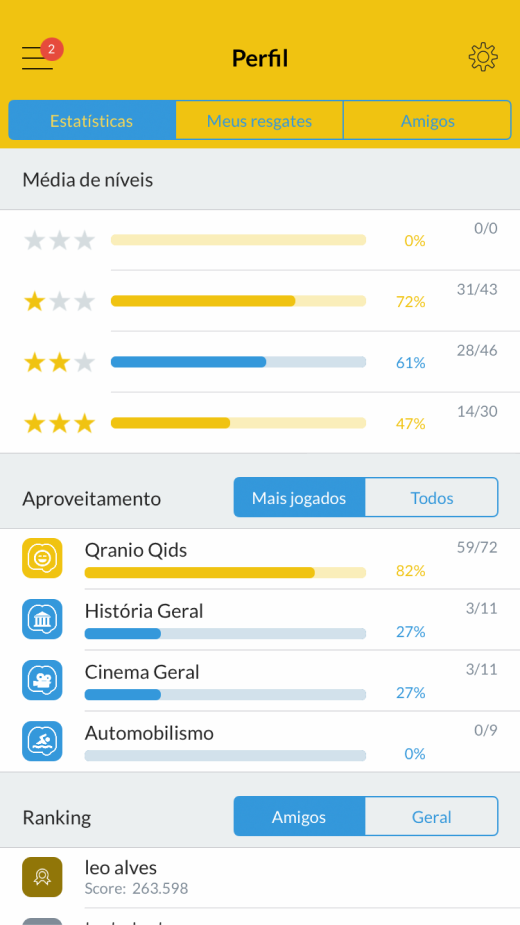 2
Perfil
Estatísticas Meus resgates Amigos
Média de níveis
0% 0/0
72% 31/43
61% 28/46
47% 14/30
Aproveitamento Mais jogados Todos
Qranio Qids 59/72
82%
História Geral 3/11
27%
Cinema Geral 3/11
27%
Automobilismo 0/9
0%
Ranking Amigos Geral
leo alves
Score: 263.598